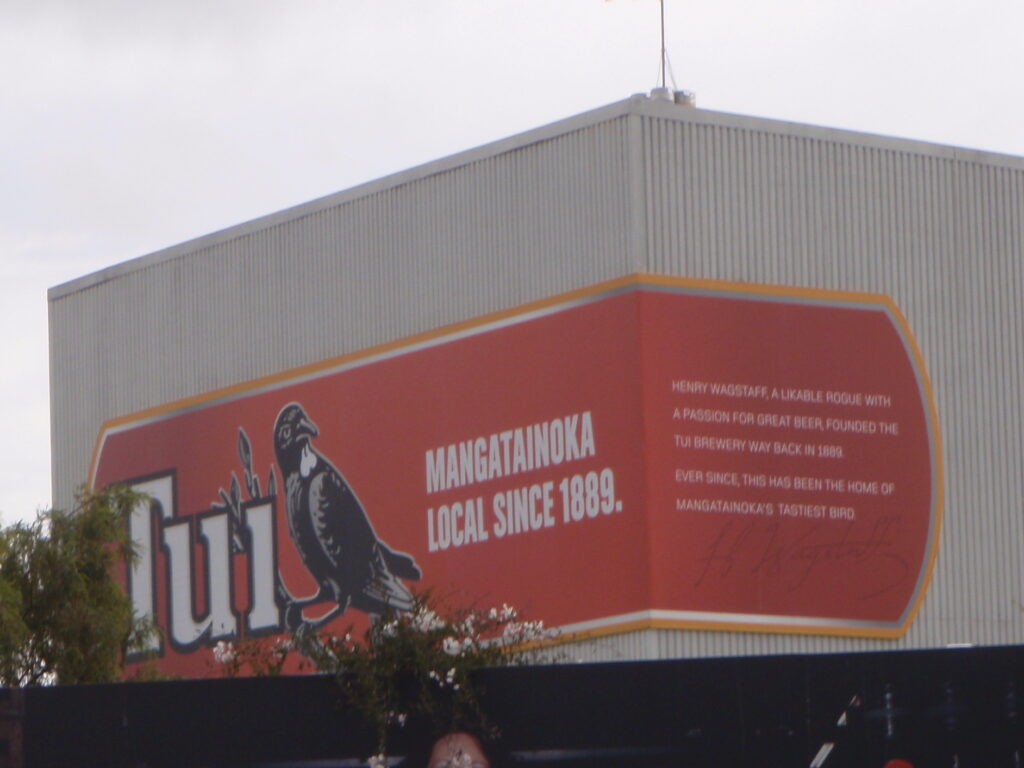 Tui
MANGATAINOKA
LOCAL SINCE 1889.
HENRY WAGSTAFF, A LIKABLE ROGUE WITH
A PASSION FOR GREAT BEER, FOUNDED THE
TUI BREWERY WAY BACK IN 1889.
EVER SINCE, THIS HAS BEEN THE HOME OF
MANGATAINOKA'S TASTIEST BIRD.
H Wagstaff